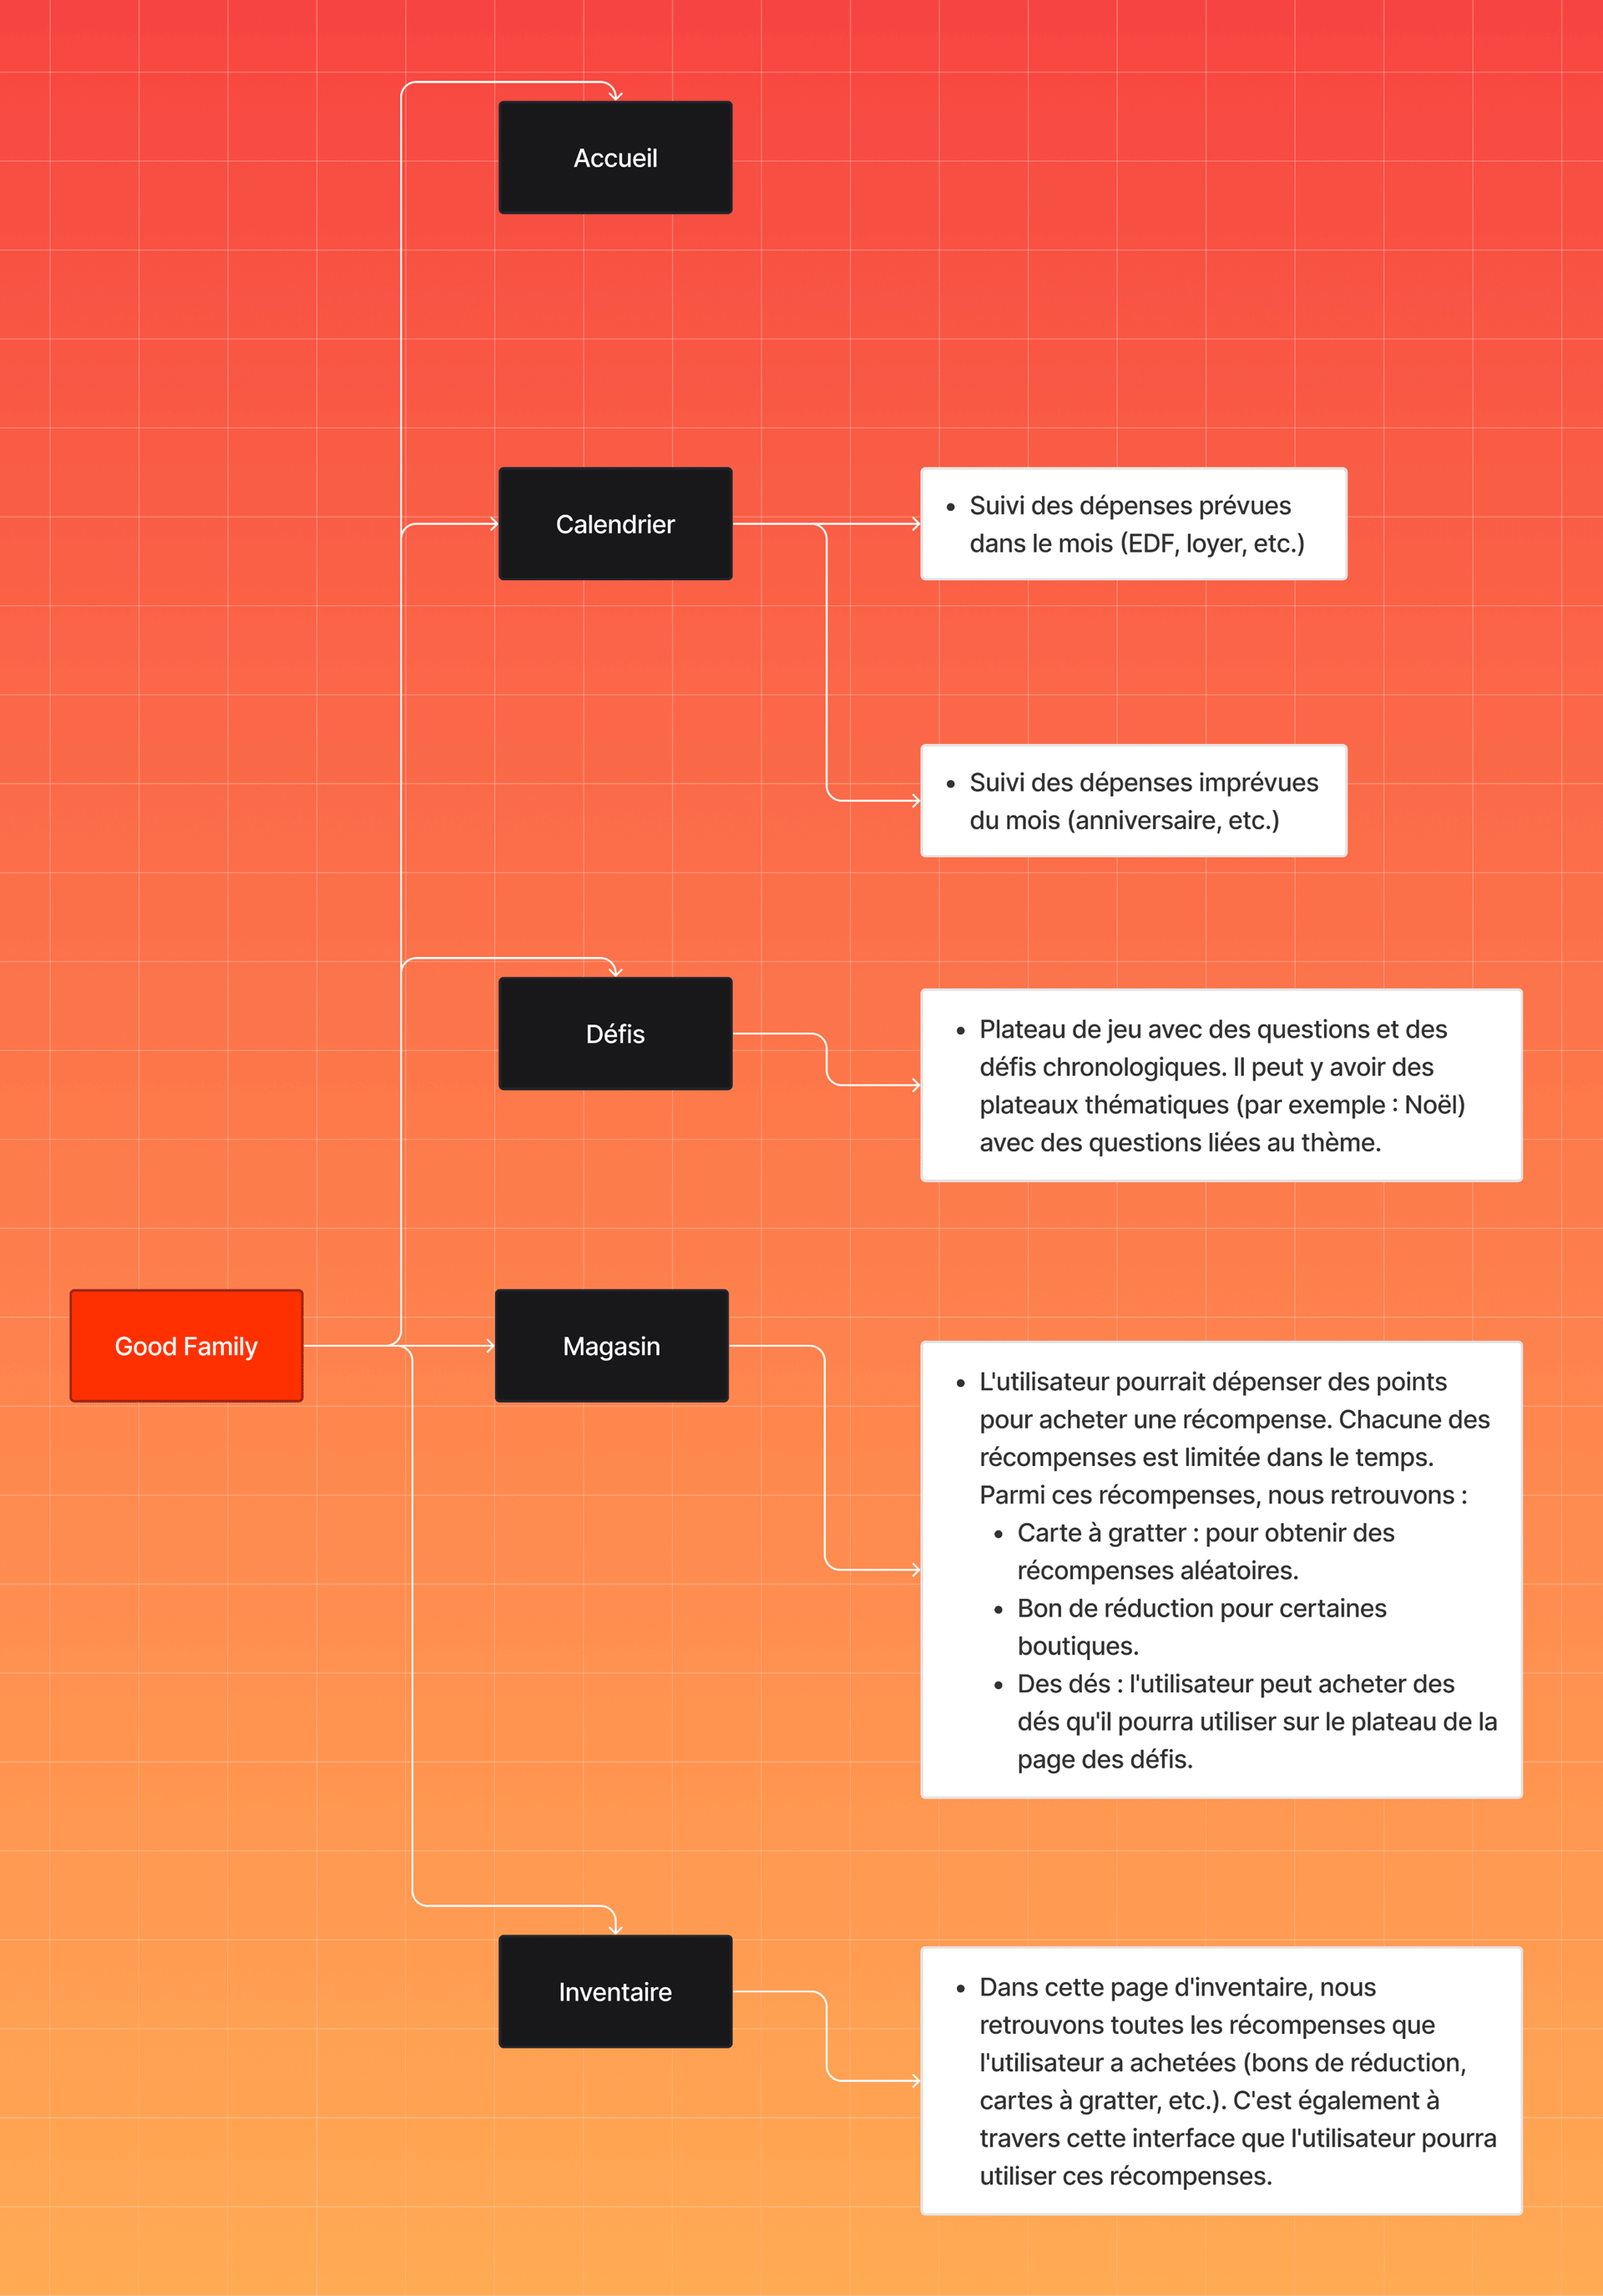 Accueil
Calendrier
• Suivi des dépenses prévues
dans le mois (EDF, loyer, etc.)
• Suivi des dépenses imprévues
du mois (anniversaire, etc.)
Défis
• Plateau de jeu avec des questions et des
défis chronologiques. Il peut y avoir des
plateaux thématiques (par exemple : Noël)
avec des questions liées au thème.
Good Family
Magasin
• L'utilisateur pourrait dépenser des points
pour acheter une récompense. Chacune des
récompenses est limitée dans le temps.
Parmi ces récompenses, nous retrouvons :
• Carte à gratter : pour obtenir des
récompenses aléatoires.
• Bon de réduction pour certaines
boutiques.
• Des dés : l'utilisateur peut acheter des
dés qu'il pourra utiliser sur le plateau de la
page des défis.
Inventaire
• Dans cette page d'inventaire, nous
retrouvons toutes les récompenses que
l'utilisateur a achetées (bons de réduction,
cartes à gratter, etc.). C'est également à
travers cette interface que l'utilisateur pourra
utiliser ces récompenses.